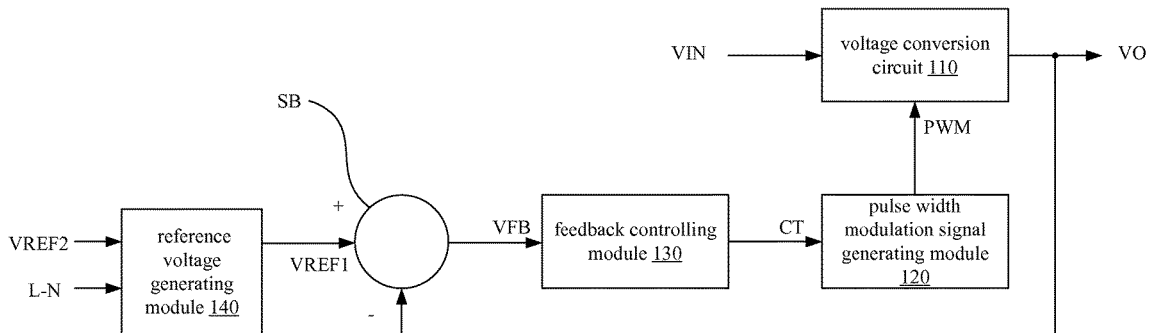 VIN
voltage conversion
circuit 110
VO
SB
PWM
VREF2
L-N
reference
voltage
generating
module 140
VREF1
+
-
VFB
feedback controlling
module 130
CT
pulse width
modulation signal
generating module
120